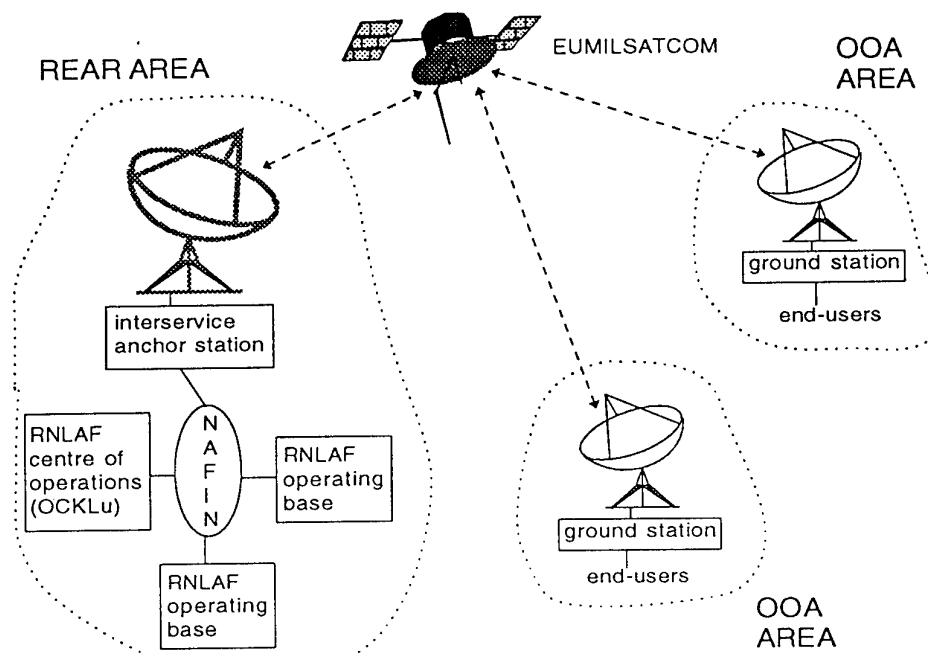 EUMILSATCOM
REAR AREA
OOA
AREA
interservice
anchor station
NAFIN
RNLAF
centre of
operations
(OCKLu)
RNLAF
operating
base
RNLAF
operating
base
ground station
end-users
ground station
end-users
OOA
AREA